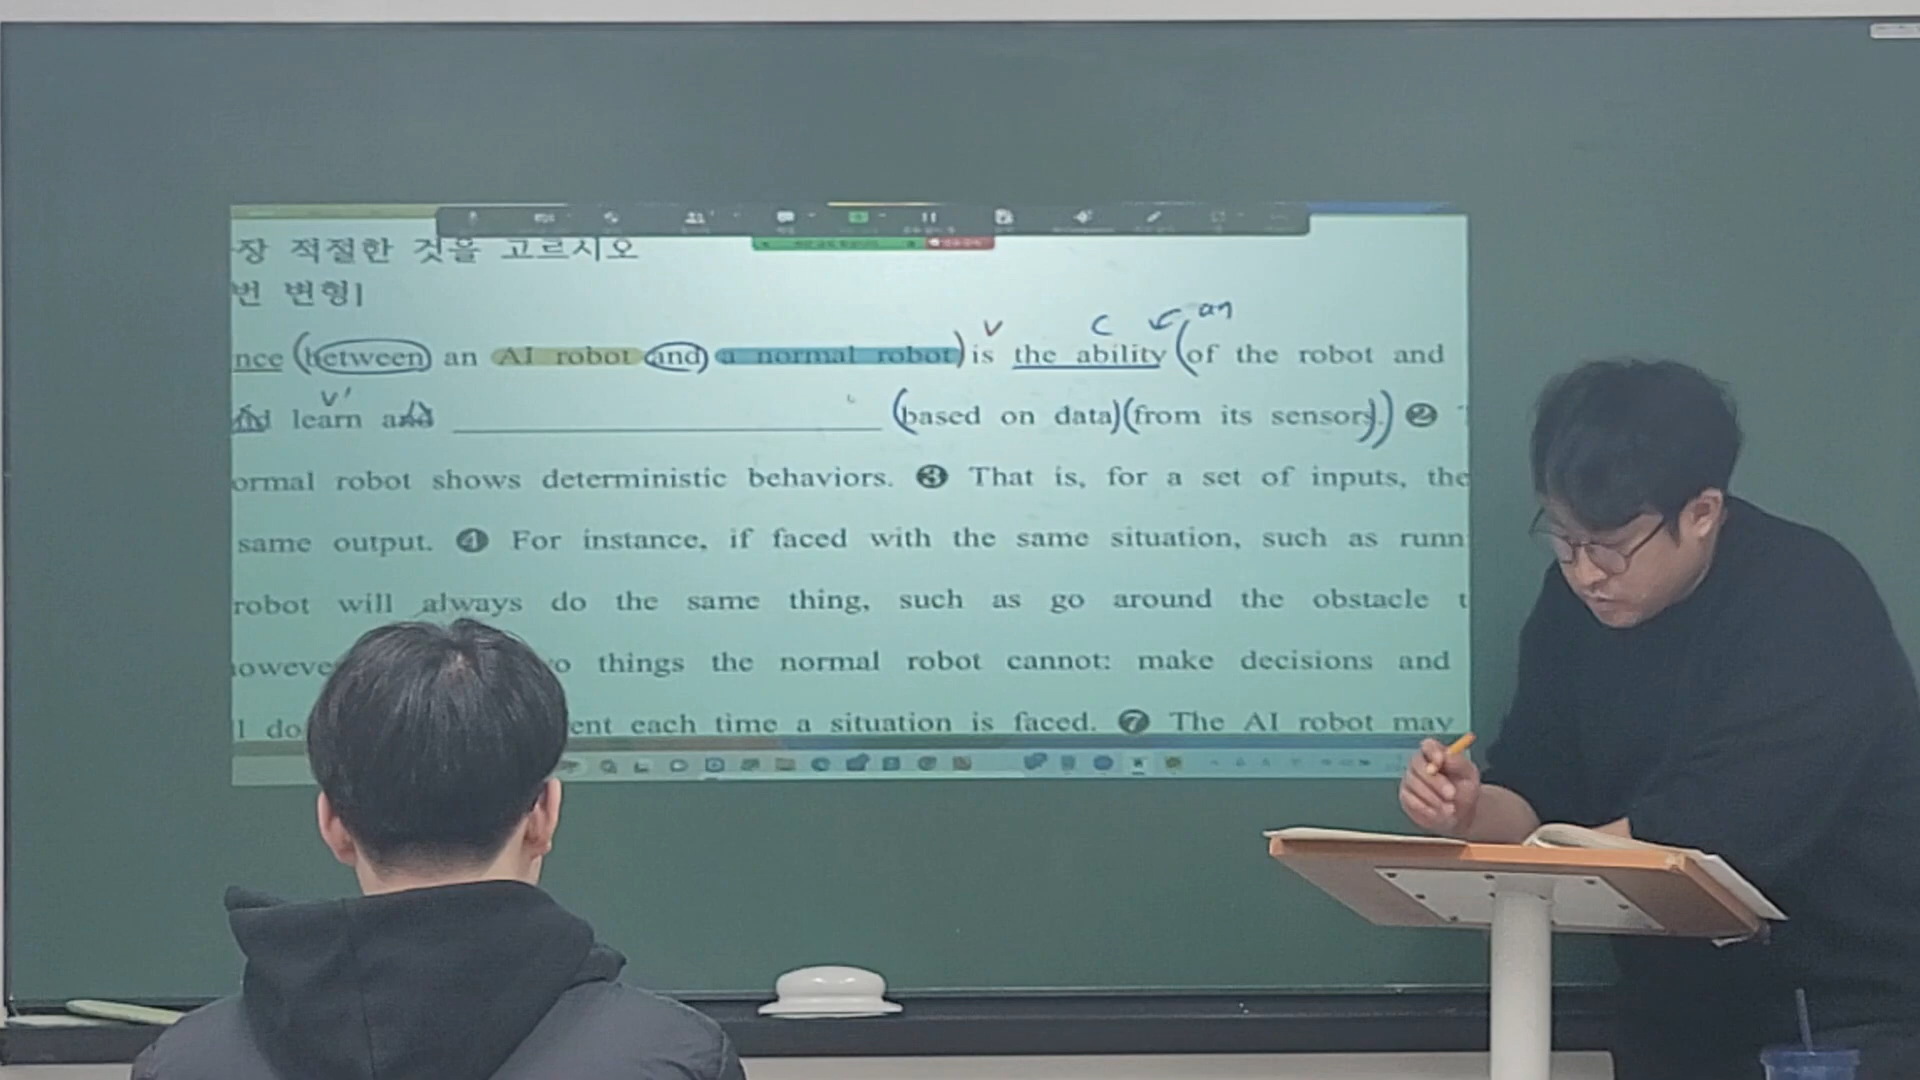 장 적절한 것을 고르시오
번 변형]
V C an
nce (between) an AI robot and a normal robot) is the ability (of the robot and
V'
learn and ____________ (based on data)(from its sensors.) ❷
ormal robot shows deterministic behaviors. ❸ That is, for a set of inputs, the
same output. ❹ For instance, if faced with the same situation, such as runn
robot will always do the same thing, such as go around the obstacle t
oweve o things the normal robot cannot: make decisions and
l do ent each time a situation is faced. ❼ The AI robot may